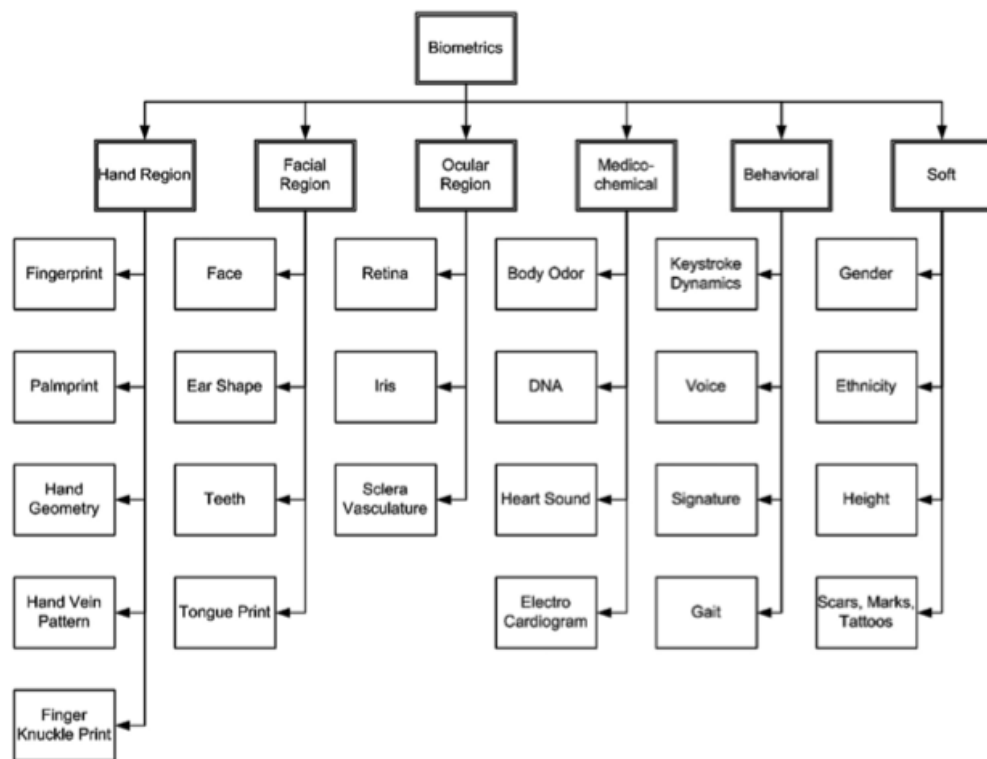 Biometrics
Hand Region
Facial
Region
Ocular
Region
Medico-
chemical
Behavioral
Soft
Fingerprint
Face
Retina
Body Odor
Keystroke
Dynamics
Gender
Palmprint
Ear Shape
Iris
DNA
Voice
Ethnicity
Hand
Geometry
Teeth
Sclera
Vasculature
Heart Sound
Signature
Height
Hand Vein
Pattern
Tongue Print
Electro
Cardiogram
Gait
Scars, Marks,
Tattoos
Finger
Knuckle Print